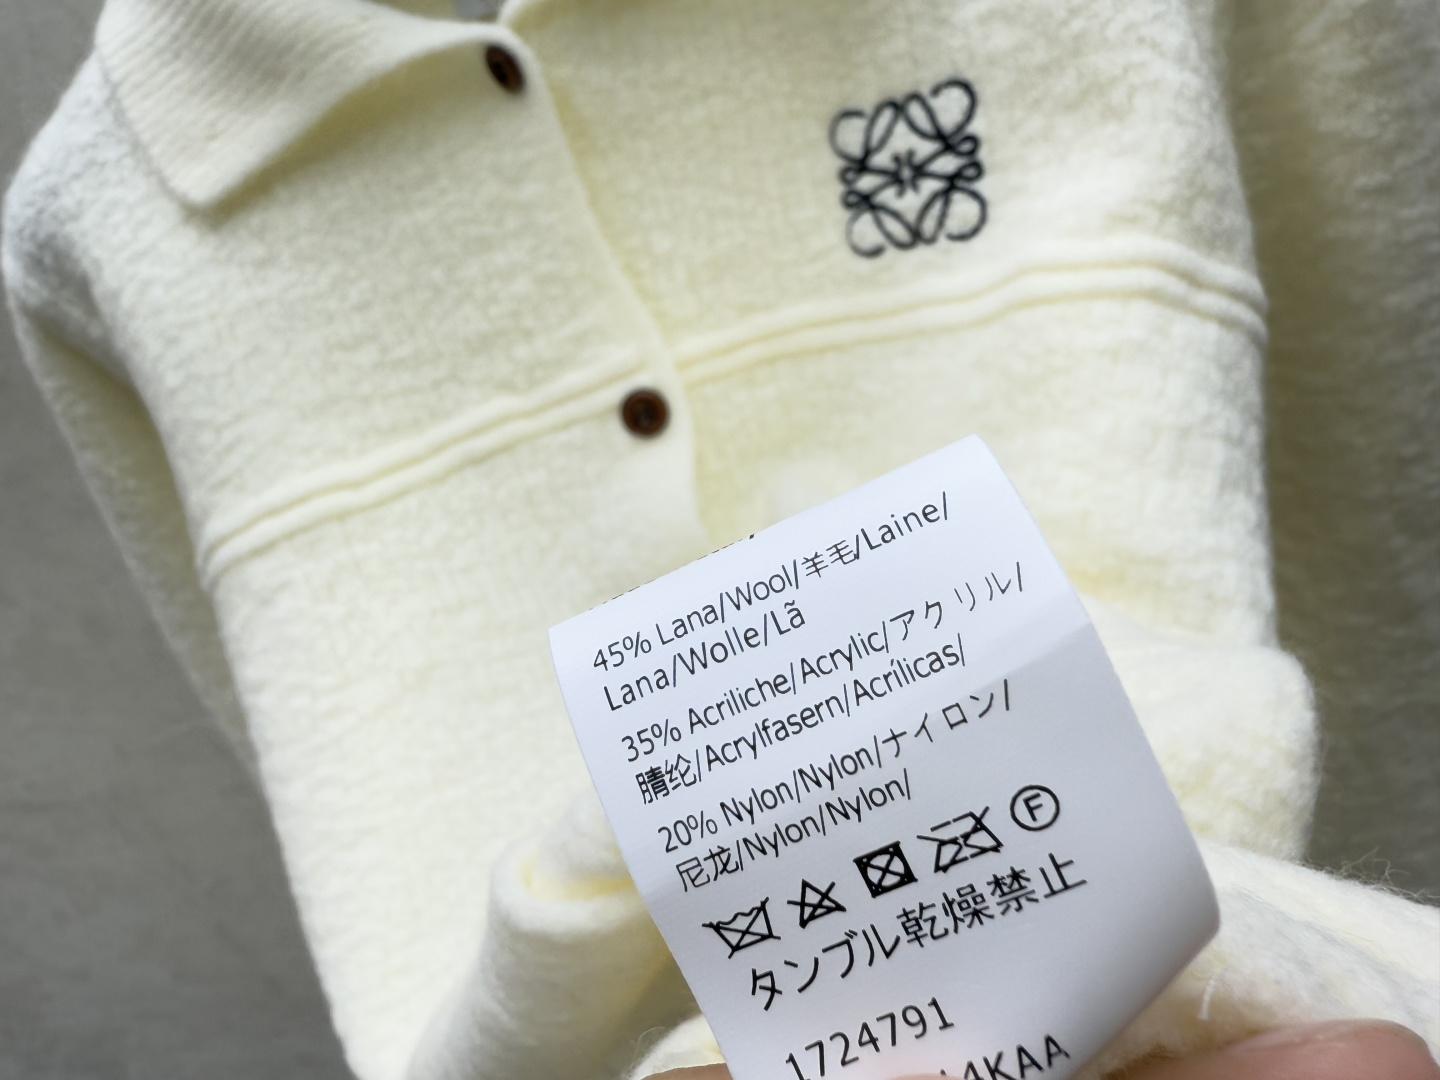 45% Lana/Wool/羊毛/Laine/
Lana/Wolle/Lã
35% Acriliche/Acrylic/アクリル/
腈纶/Acrylfasern/Acrílicas/
20% Nylon/Nylon/ナイロン/
尼龙/Nylon/Nylon/
F
タンブル乾燥禁止
1724791
4KAA